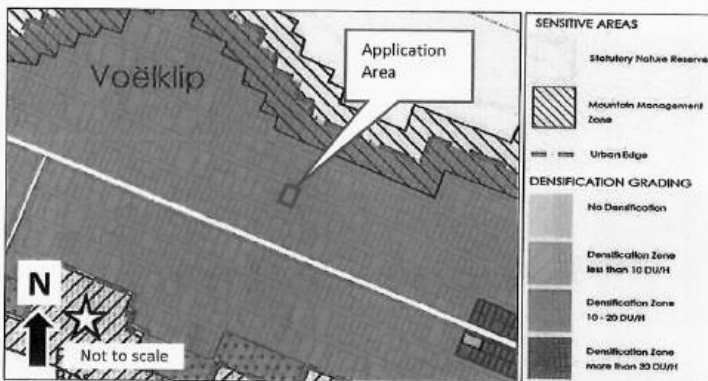 Application
Area
Voëlklip
N
Not to scale
SENSITIVE AREAS
Statutory Nature Reserve
Mountain Management
Zone
Urban Edge
DENSIFICATION GRADING
No Densification
Densification Zone
less than 10 DU/H
Densification Zone
10 - 20 DU/H
Densification Zone
more than 30 DU/H